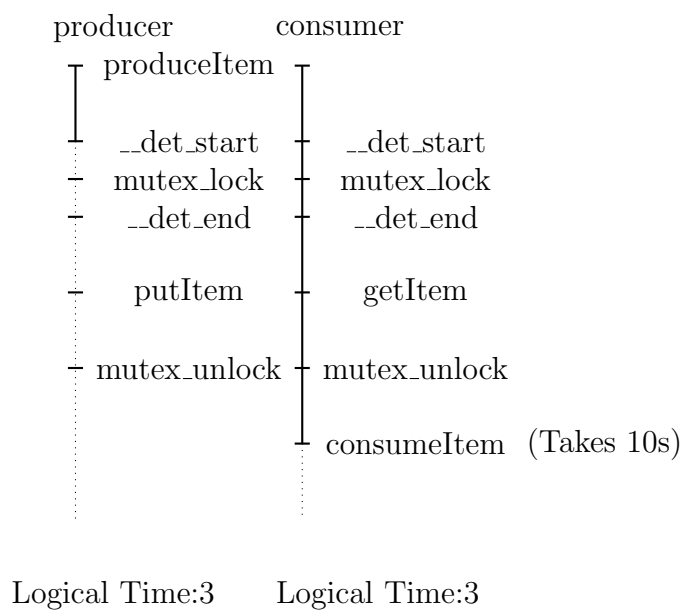 producer consumer
produceItem
__det_start __det_start
mutex_lock mutex_lock
__det_end __det_end
putItem getItem
mutex_unlock mutex_unlock
consumeItem (Takes 10s)
Logical Time:3 Logical Time:3